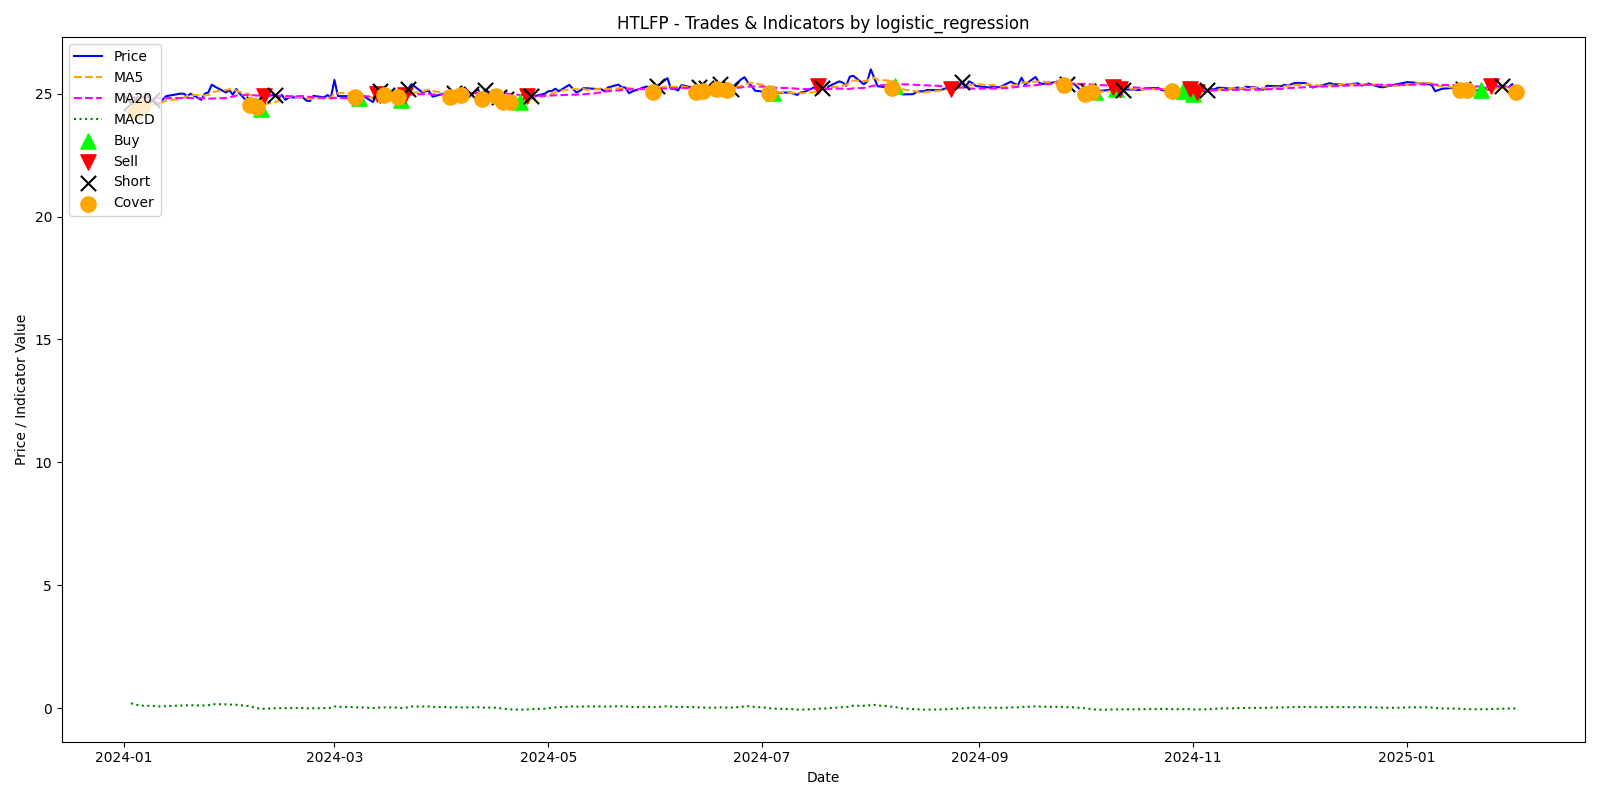 HTLFP - Trades & Indicators by logistic_regression
Price
MA5
MA20
MACD
Buy
Sell
Short
Cover
25
20
15
10
5
0
Price / Indicator Value
2024-01
2024-03
2024-05
2024-07
2024-09
2024-11
2025-01
Date